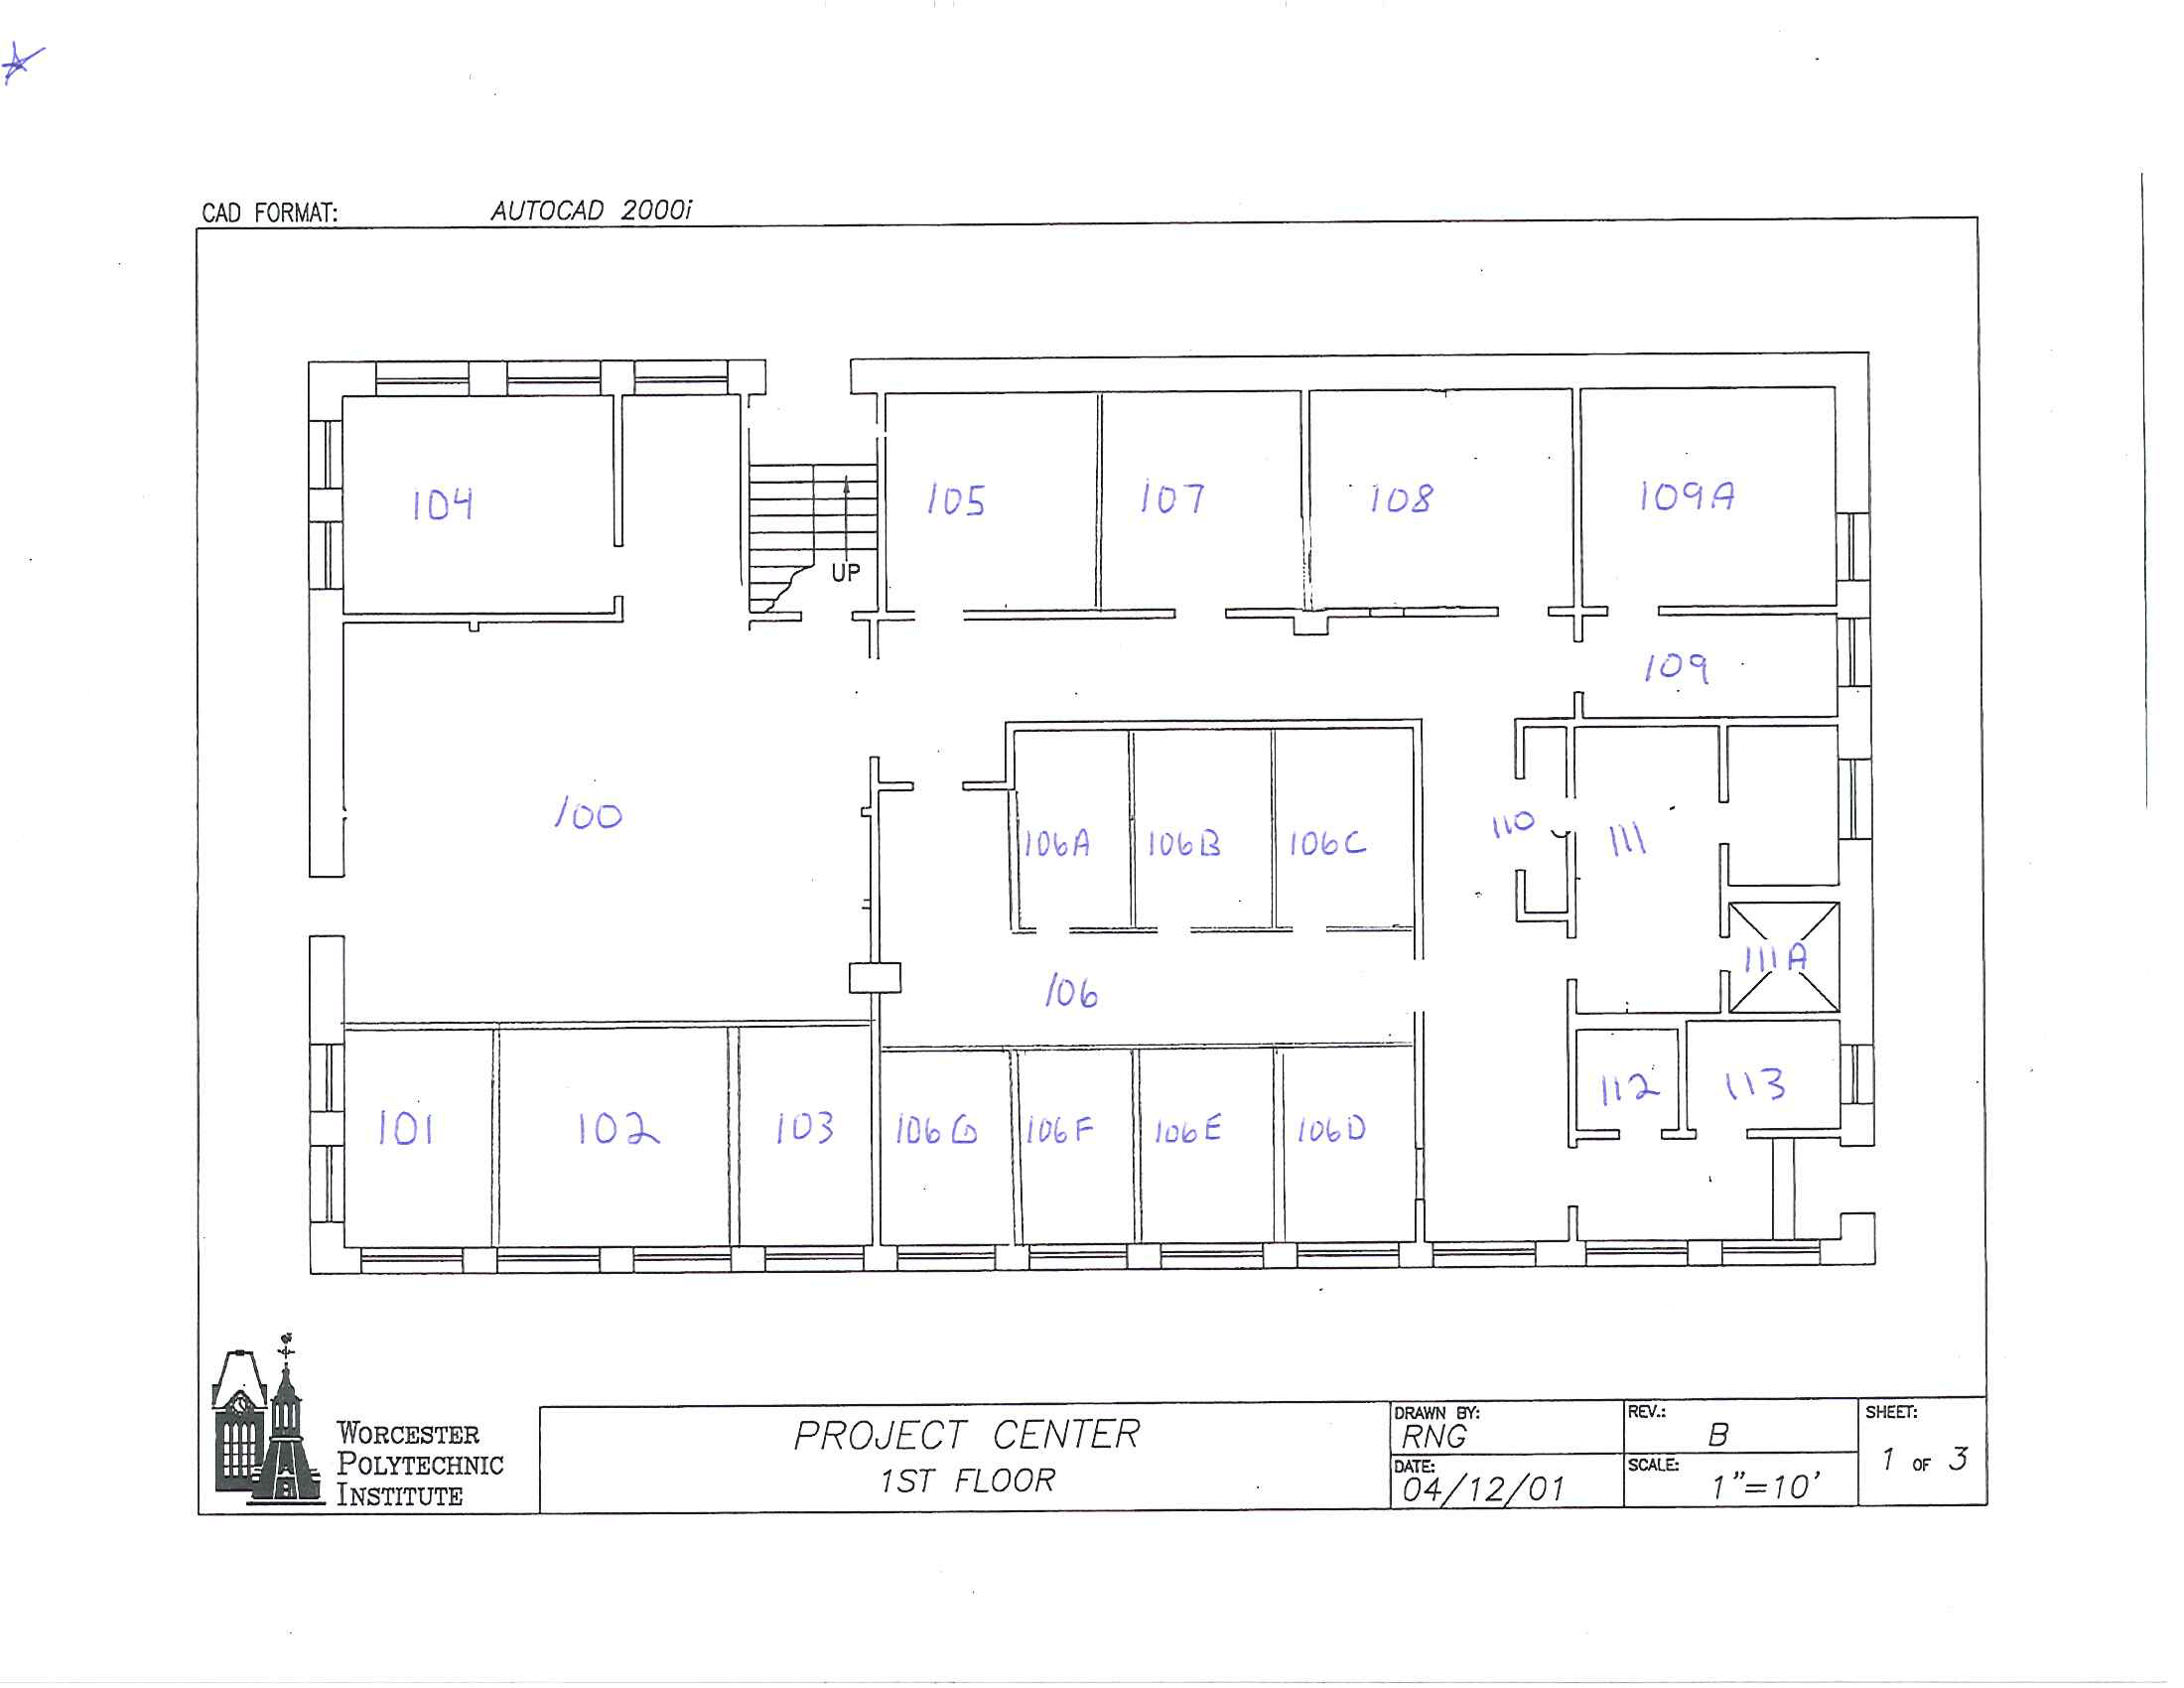 CAD FORMAT: AUTOCAD 2000i
104
105
107
108
109A
UP
109
100
106A
106B
106C
110
111
111A
106
101
102
103
106G
106F
106E
106D
112
113
WORCESTER
POLYTECHNIC
INSTITUTE
PROJECT CENTER
1ST FLOOR
DRAWN BY:
RNG
DATE:
04/12/01
REV.:
B
SCALE:
1"=10'
SHEET:
1 OF 3